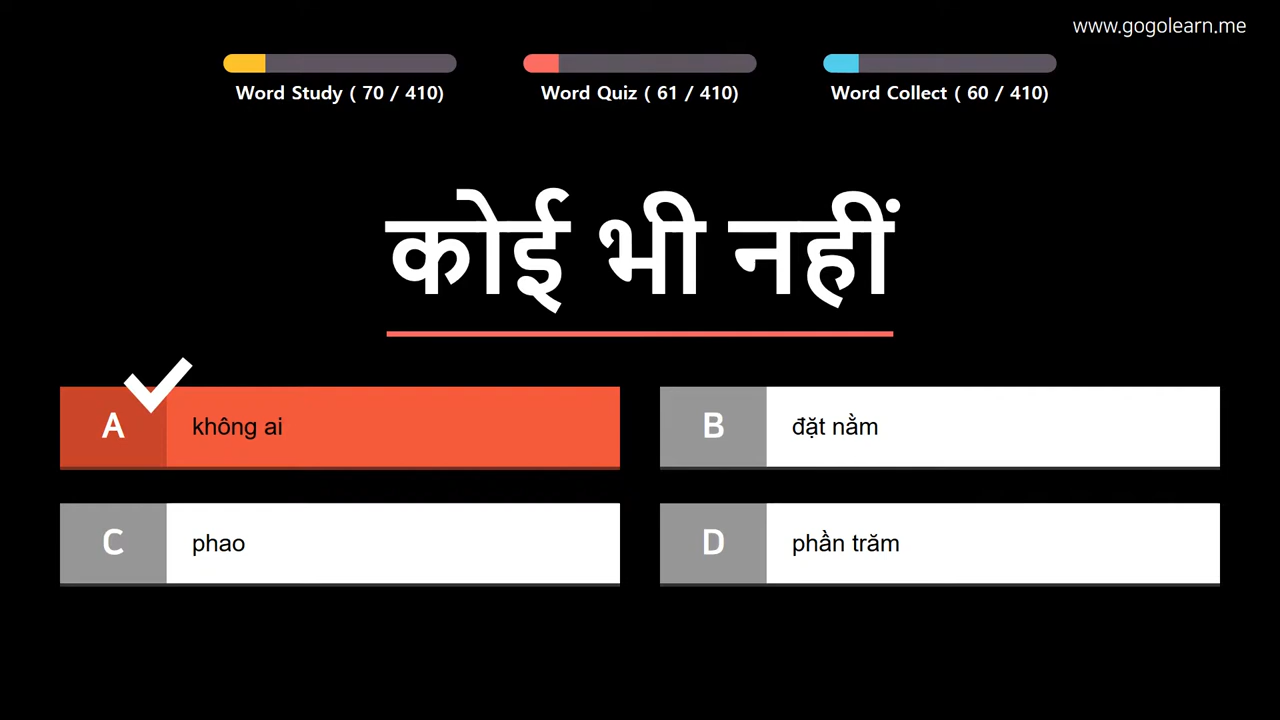 www.gogolearn.me
Word Study ( 70 / 410)
Word Quiz ( 61 / 410)
Word Collect ( 60 / 410)
कोई भी नहीं
A không ai
B đặt nằm
C phao
D phần trăm